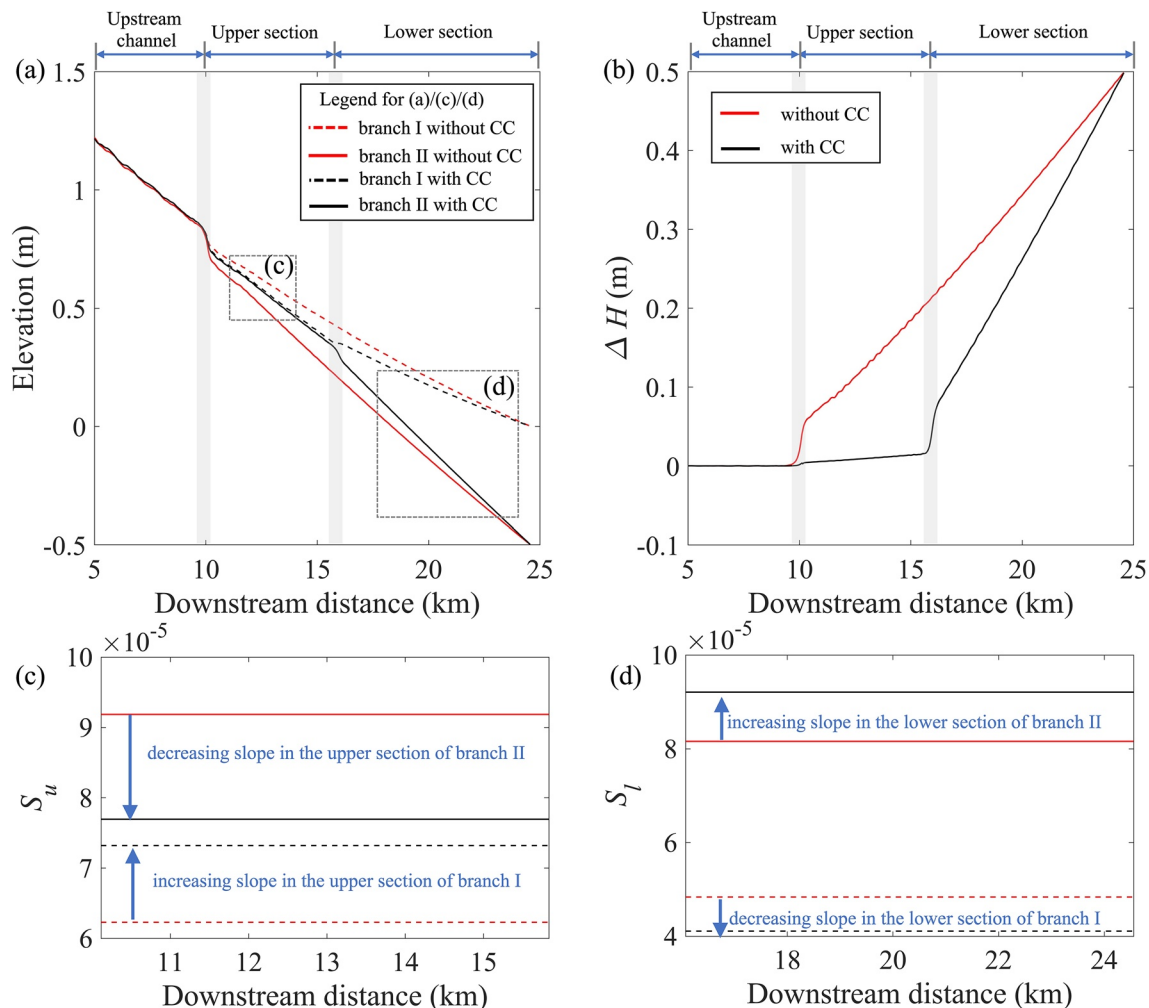 Upstream
channel
Upper section
Lower section
(a)
1.5
1
0.5
0
-0.5
Elevation (m)
Legend for (a)/(c)/(d)
branch I without CC
branch II without CC
branch I with CC
branch II with CC
(c)
(d)
5 10 15 20 25
Downstream distance (km)
Upstream
channel
Upper section
Lower section
(b)
0.5
0.4
0.3
0.2
0.1
0
-0.1
Δ H (m)
without CC
with CC
5 10 15 20 25
Downstream distance (km)
×10⁻⁵
(c)
10
9
8
7
6
Sᵤ
decreasing slope in the upper section of branch II
increasing slope in the upper section of branch I
11 12 13 14 15
Downstream distance (km)
×10⁻⁵
(d)
10
8
6
4
Sₗ
increasing slope in the lower section of branch II
decreasing slope in the lower section of branch I
18 20 22 24
Downstream distance (km)